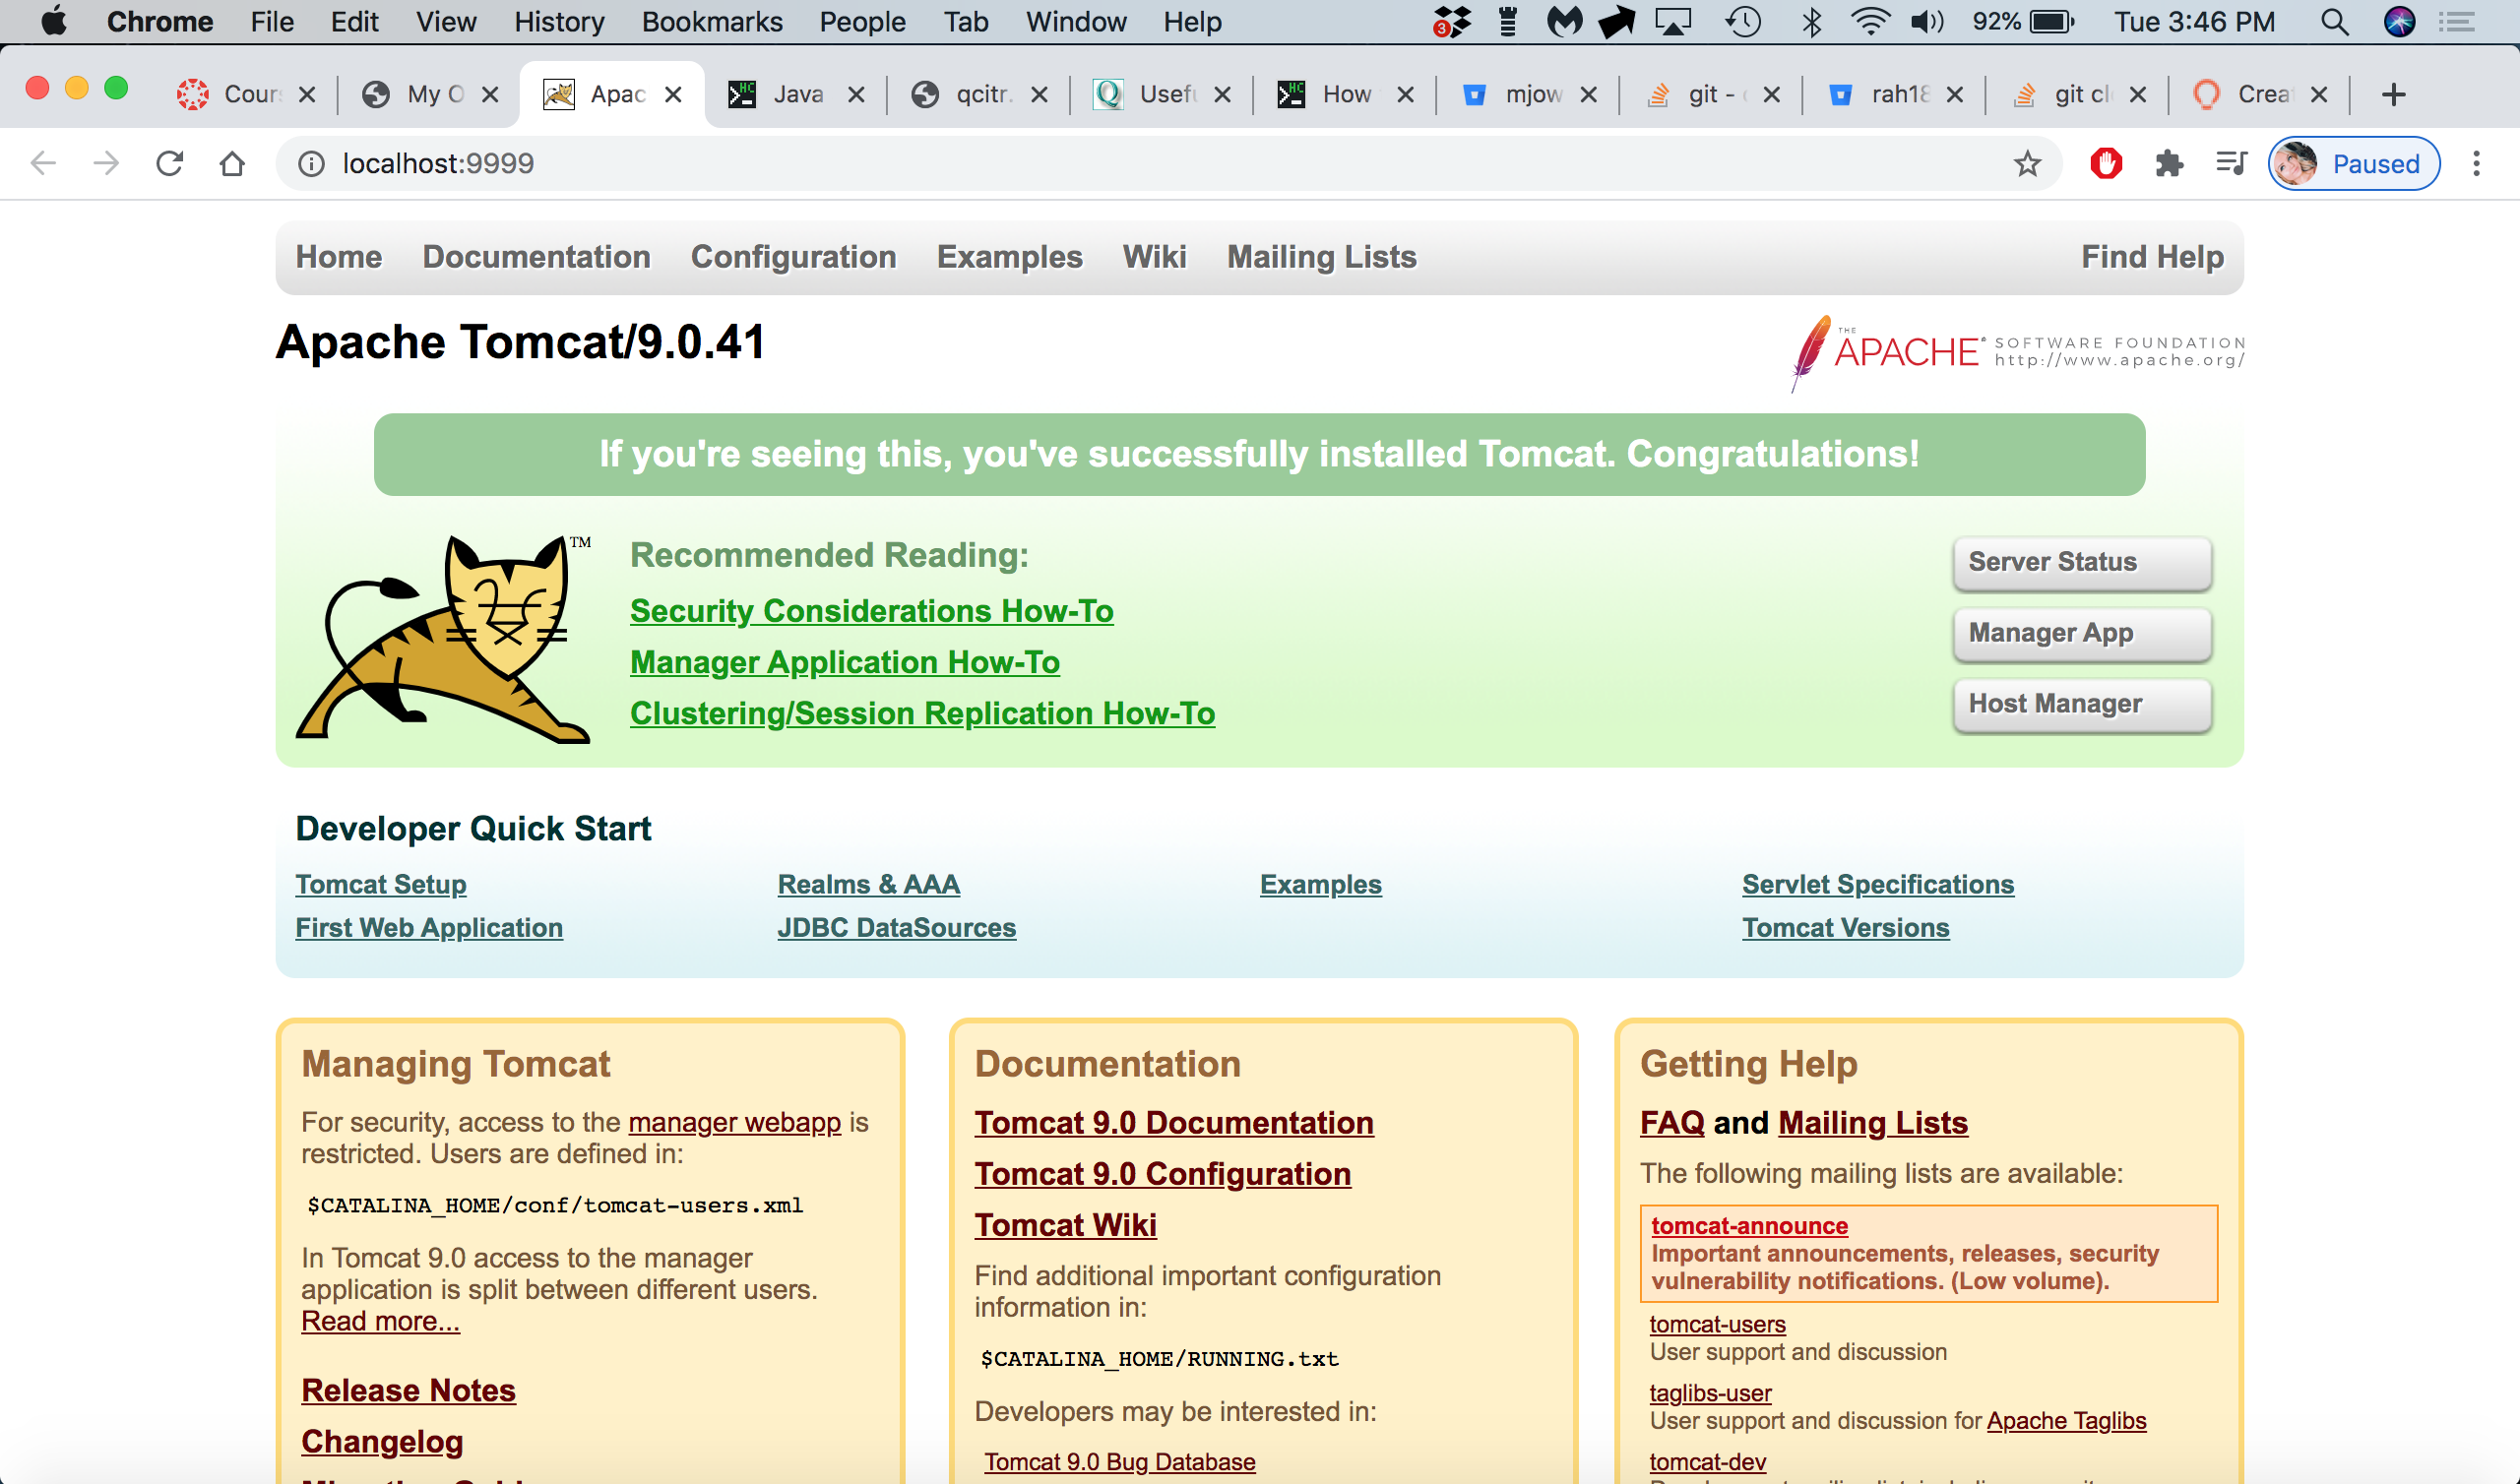 Chrome File Edit View History Bookmarks People Tab Window Help 3 92% Tue 3:46 PM
Cours My O Apac Java qcitr. Usefu How mjow git - rah18 git cl Crea
localhost:9999 Paused
Home Documentation Configuration Examples Wiki Mailing Lists Find Help
Apache Tomcat/9.0.41
THE APACHE SOFTWARE FOUNDATION
http://www.apache.org/
If you're seeing this, you've successfully installed Tomcat. Congratulations!
TM
Recommended Reading:
Security Considerations How-To
Manager Application How-To
Clustering/Session Replication How-To
Server Status
Manager App
Host Manager
Developer Quick Start
Tomcat Setup
First Web Application
Realms & AAA
JDBC DataSources
Examples
Servlet Specifications
Tomcat Versions
Managing Tomcat
For security, access to the manager webapp is
restricted. Users are defined in:
$CATALINA_HOME/conf/tomcat-users.xml
In Tomcat 9.0 access to the manager
application is split between different users.
Read more...
Release Notes
Changelog
Documentation
Tomcat 9.0 Documentation
Tomcat 9.0 Configuration
Tomcat Wiki
Find additional important configuration
information in:
$CATALINA_HOME/RUNNING.txt
Developers may be interested in:
Tomcat 9.0 Bug Database
Getting Help
FAQ and Mailing Lists
The following mailing lists are available:
tomcat-announce
Important announcements, releases, security
vulnerability notifications. (Low volume).
tomcat-users
User support and discussion
taglibs-user
User support and discussion for Apache Taglibs
tomcat-dev